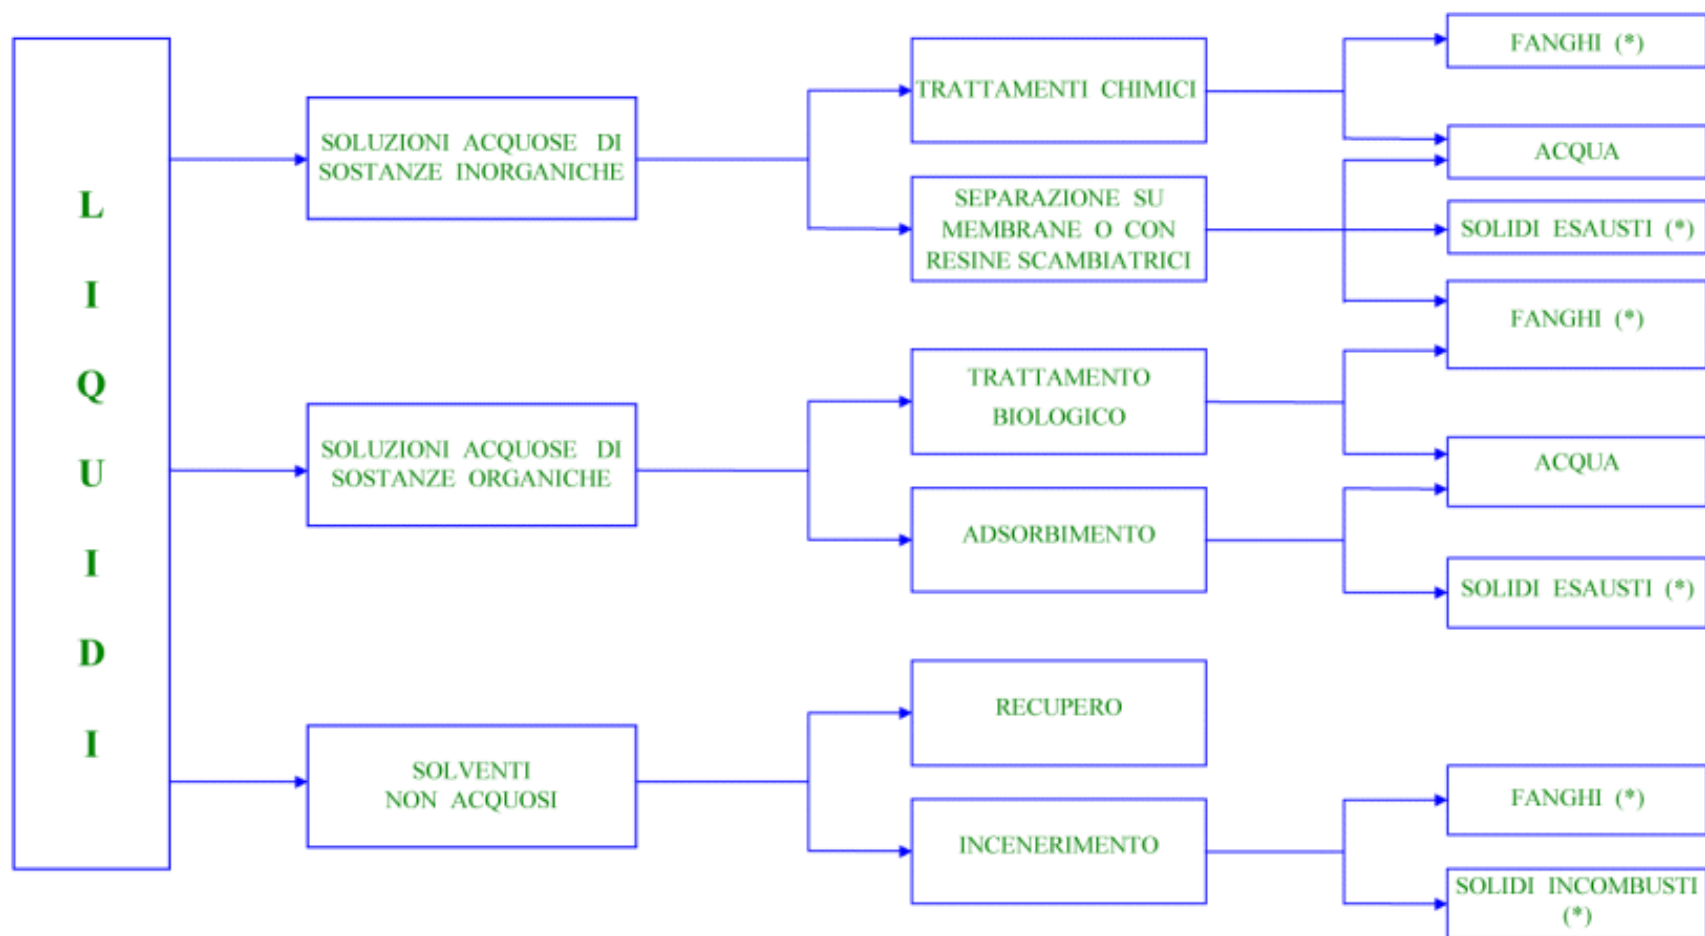 L
I
Q
U
I
D
I
SOLUZIONI ACQUOSE DI
SOSTANZE INORGANICHE
SOLUZIONI ACQUOSE DI
SOSTANZE ORGANICHE
SOLVENTI
NON ACQUOSI
TRATTAMENTI CHIMICI
SEPARAZIONE SU
MEMBRANE O CON
RESINE SCAMBIATRICI
TRATTAMENTO
BIOLOGICO
ADSORBIMENTO
RECUPERO
INCENERIMENTO
FANGHI (*)
ACQUA
SOLIDI ESAUSTI (*)
FANGHI (*)
ACQUA
SOLIDI ESAUSTI (*)
FANGHI (*)
SOLIDI INCOMBUSTI
(*)